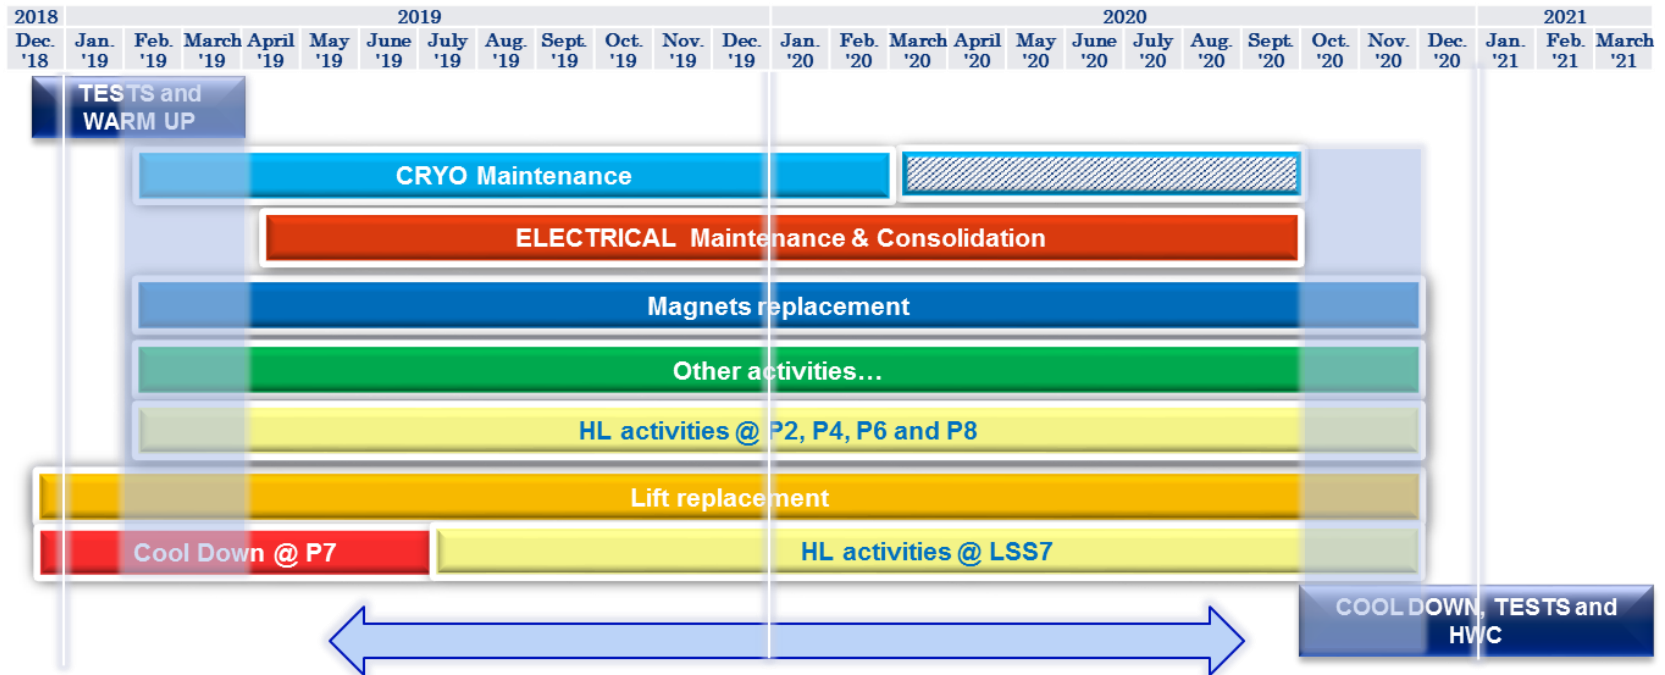 2018 2019 2020 2021
Dec. Jan. Feb. March April May June July Aug. Sept. Oct. Nov. Dec. Jan. Feb. March April May June July Aug. Sept. Oct. Nov. Dec. Jan. Feb. March
'18 '19 '19 '19 '19 '19 '19 '19 '19 '19 '19 '19 '19 '20 '20 '20 '20 '20 '20 '20 '20 '20 '20 '20 '20 '21 '21 '21
TESTS and
WARM UP
CRYO Maintenance
ELECTRICAL Maintenance & Consolidation
Magnets replacement
Other activities...
HL activities @ P2, P4, P6 and P8
Lift replacement
Cool Down @ P7
HL activities @ LSS7
COOL DOWN, TESTS and
HWC